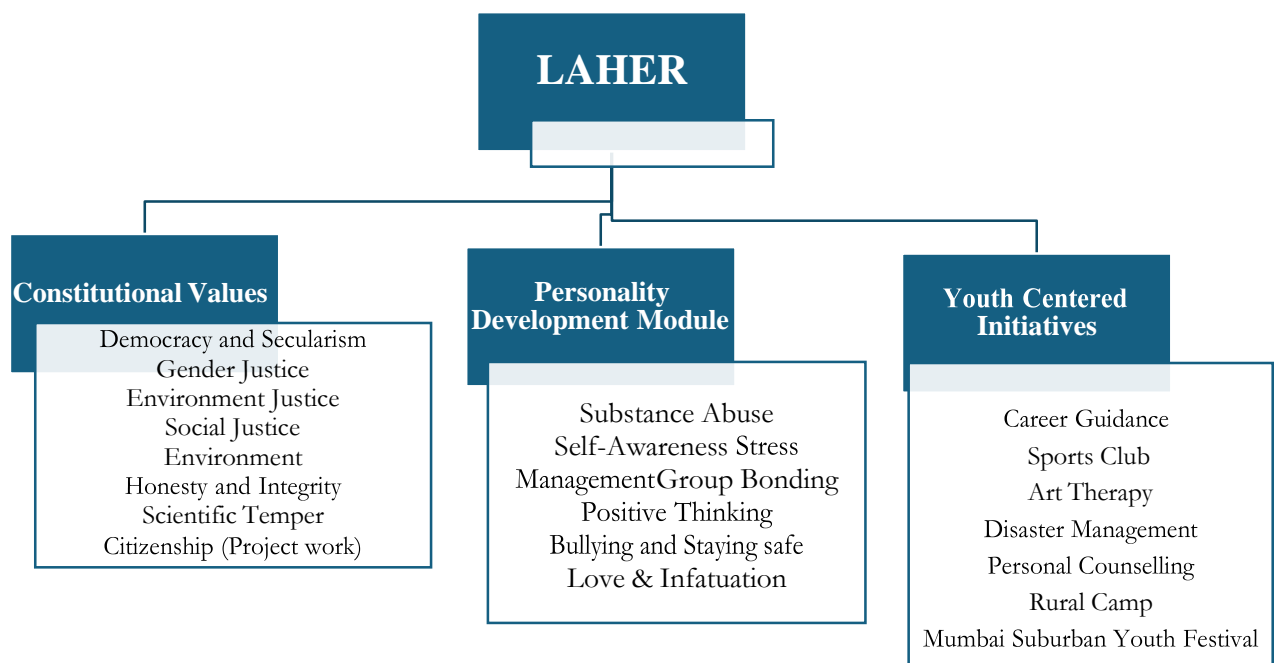 LAHER
Constitutional Values
Democracy and Secularism
Gender Justice
Environment Justice
Social Justice
Environment
Honesty and Integrity
Scientific Temper
Citizenship (Project work)
Personality
Development Module
Substance Abuse
Self-Awareness Stress
ManagementGroup Bonding
Positive Thinking
Bullying and Staying safe
Love & Infatuation
Youth Centered
Initiatives
Career Guidance
Sports Club
Art Therapy
Disaster Management
Personal Counselling
Rural Camp
Mumbai Suburban Youth Festival